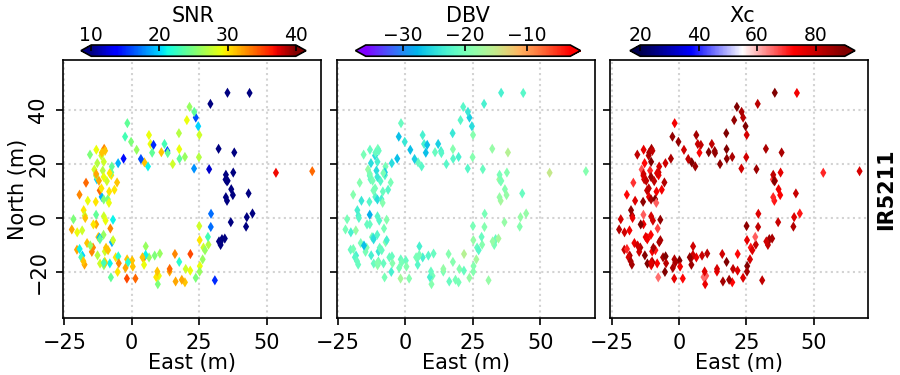 SNR DBV Xc
10 20 30 40 −30 −20 −10 20 40 60 80
40
20
0
−20
North (m)
IR5211
−25 0 25 50 −25 0 25 50 −25 0 25 50
East (m) East (m) East (m)